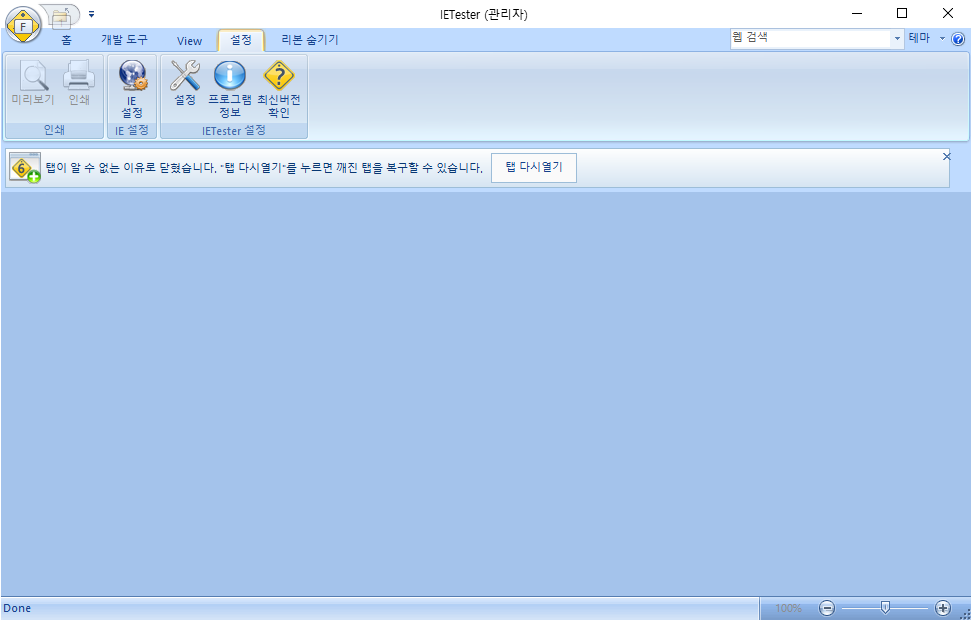 IETester (관리자)
F
홈 개발 도구 View 설정 리본 숨기기 웹 검색 테마
미리보기 인쇄 IE 설정 설정 프로그램 정보 최신버전 확인
인쇄 IE 설정 IETester 설정
6 탭이 알 수 없는 이유로 닫혔습니다. "탭 다시열기"를 누르면 깨진 탭을 복구할 수 있습니다. 탭 다시열기
Done 100%